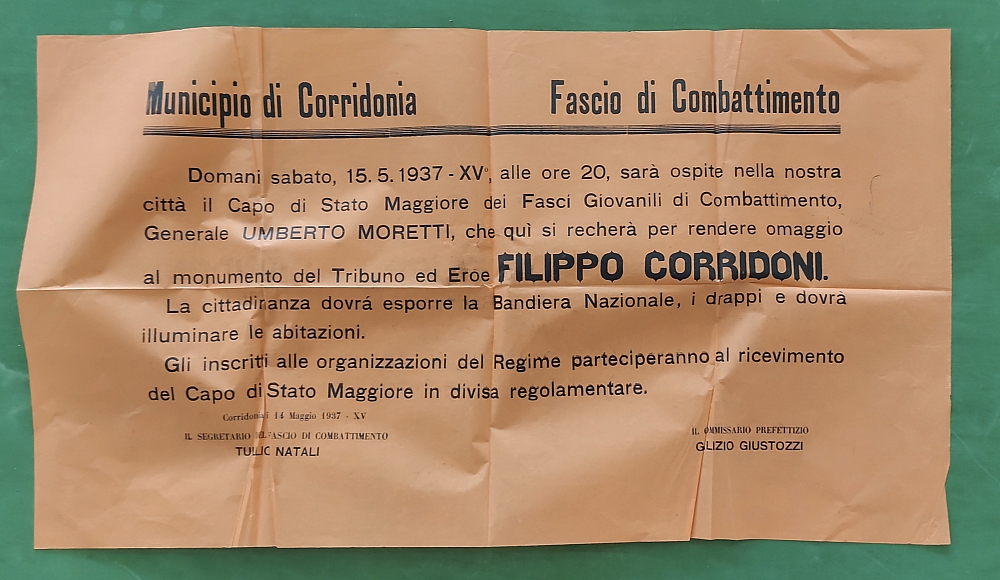 Municipio di Corridonia Fascio di Combattimento
Domani sabato, 15.5.1937 - XV°, alle ore 20, sarà ospite nella nostra
città il Capo di Stato Maggiore dei Fasci Giovanili di Combattimento,
Generale UMBERTO MORETTI, che quì si recherà per rendere omaggio
al monumento del Tribuno ed Eroe FILIPPO CORRIDONI.
La cittadinanza dovrá esporre la Bandiera Nazionale, i drappi e dovrà
illuminare le abitazioni.
Gli inscritti alle organizzazioni del Regime parteciperanno al ricevimento
del Capo di Stato Maggiore in divisa regolamentare.
Corridonia 14 Maggio 1937 - XV
IL SEGRETARIO DEL FASCIO DI COMBATTIMENTO
TULLIO NATALI
IL COMMISSARIO PREFETTIZIO
GLIZIO GIUSTOZZI